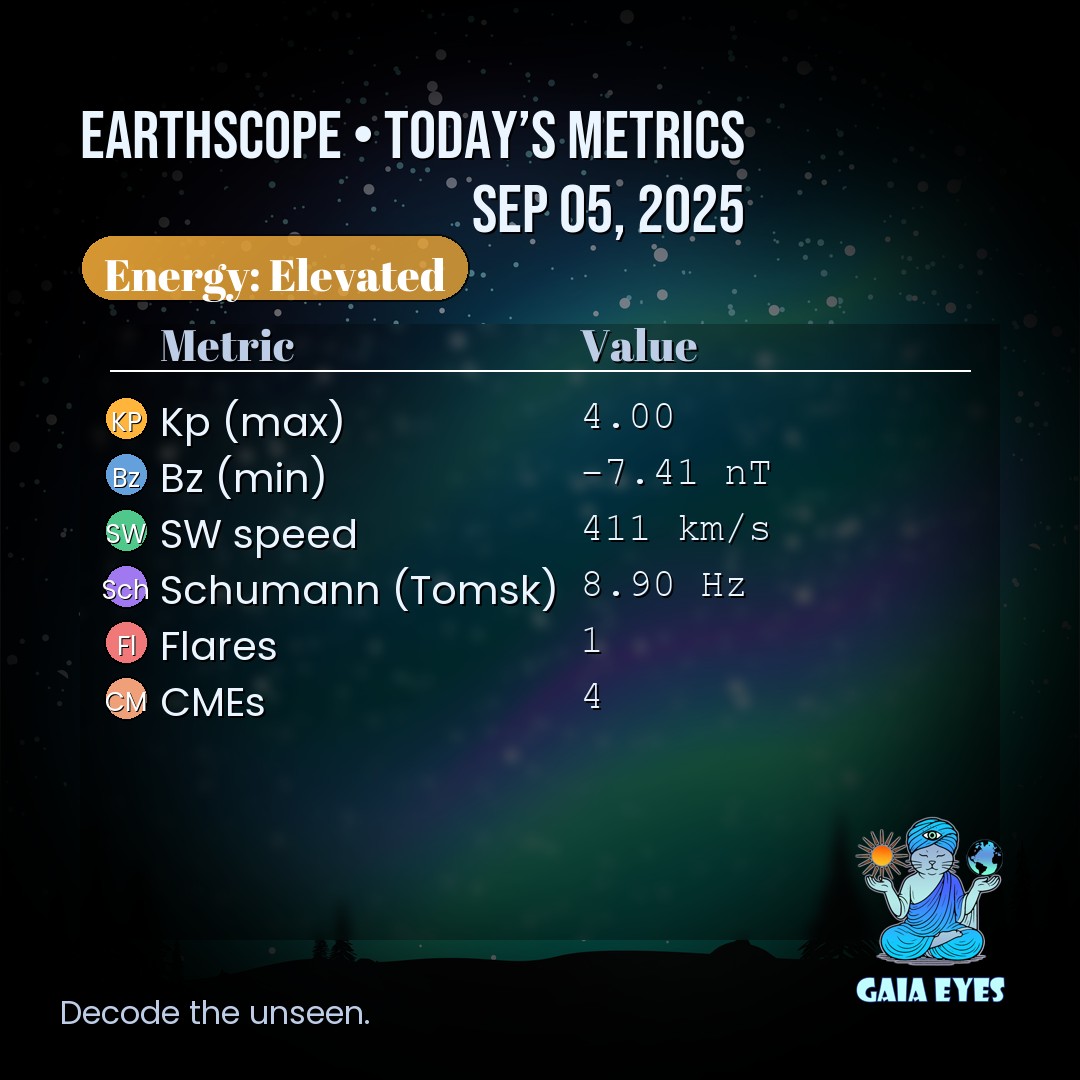 EARTHSCOPE • TODAY’S METRICS
SEP 05, 2025
Energy: Elevated
Metric Value
KP Kp (max) 4.00
Bz Bz (min) -7.41 nT
SW SW speed 411 km/s
Sch Schumann (Tomsk) 8.90 Hz
Fl Flares 1
CM CMEs 4
GAIA EYES
Decode the unseen.